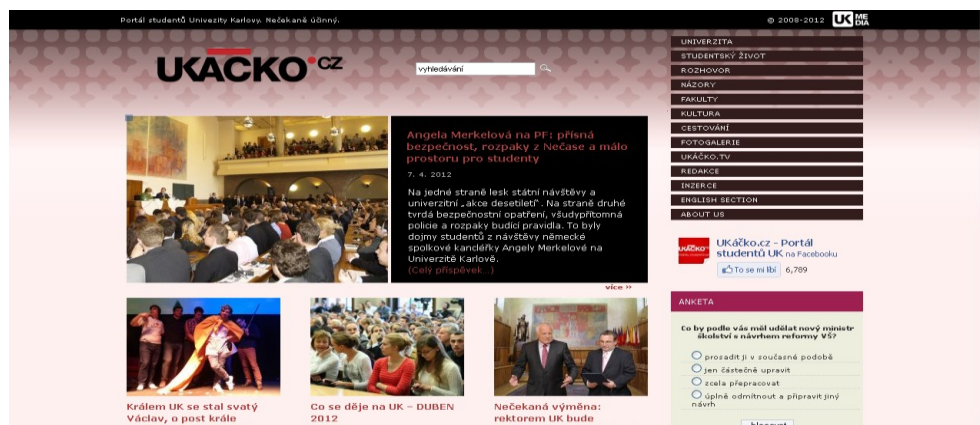 Portál studentů Univezity Karlovy. Nečekaně účinný.
© 2008-2012 UK MEDIA
UKÁČKO.CZ
vyhledávání
UNIVERZITA
STUDENTSKÝ ŽIVOT
ROZHOVOR
NÁZORY
FAKULTY
KULTURA
CESTOVÁNÍ
FOTOGALERIE
UKÁČKO.TV
REDAKCE
INZERCE
ENGLISH SECTION
ABOUT US
Angela Merkelová na PF: přísná
bezpečnost, rozpaky z Nečase a málo
prostoru pro studenty
7. 4. 2012
Na jedné straně lesk státní návštěvy a
univerzitní „akce desetiletí". Na straně druhé
tvrdá bezpečnostní opatření, všudypřítomná
policie a rozpaky budící pravidla. To byly
dojmy studentů z návštěvy německé
spolkové kancléřky Angely Merkelové na
Univerzitě Karlově.
(Celý příspěvek...)
více »
UKáčko.cz - Portál
studentů UK na Facebooku
To se mi líbí 6,789
ANKETA
Co by podle vás měl udělat nový ministr
školství s návrhem reformy VŠ?
prosadit ji v současné podobě
jen částečně upravit
zcela přepracovat
úplně odmítnout a připravit jiný
návrh
hlasovat
Králem UK se stal svatý
Václav, o post krále
Co se děje na UK – DUBEN
2012
Nečekaná výměna:
rektorem UK bude